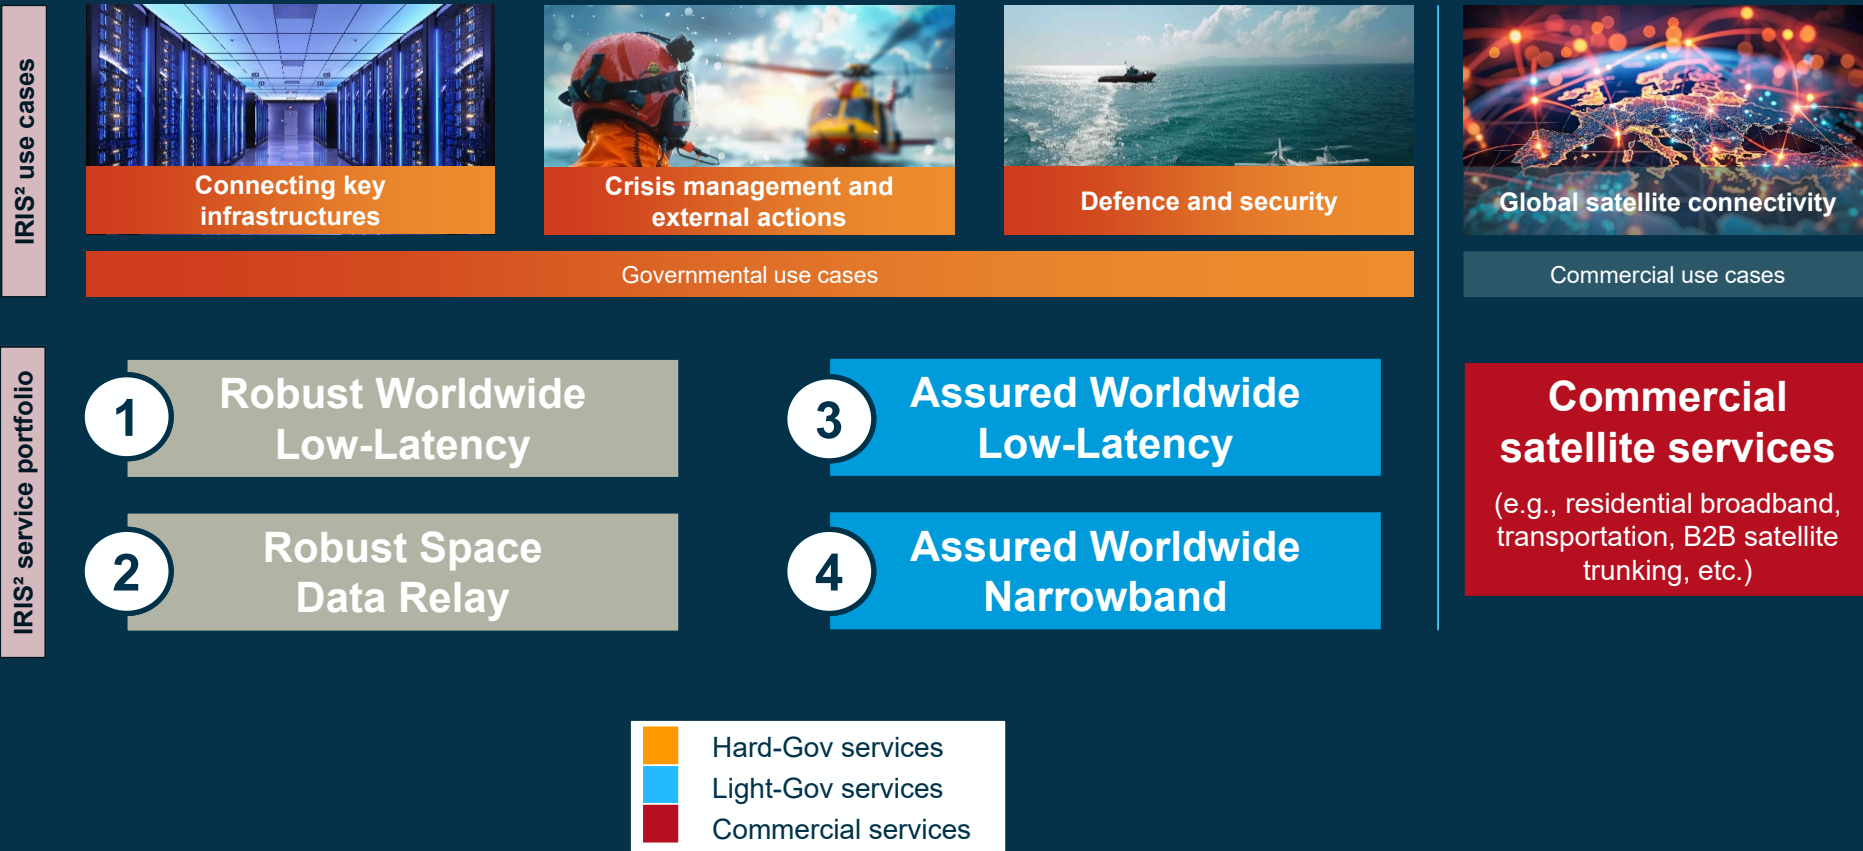 IRIS² use cases
Connecting key
infrastructures
Crisis management and
external actions
Defence and security
Global satellite connectivity
Governmental use cases
Commercial use cases
IRIS² service portfolio
1
Robust Worldwide
Low-Latency
2
Robust Space
Data Relay
3
Assured Worldwide
Low-Latency
4
Assured Worldwide
Narrowband
Commercial
satellite services
(e.g., residential broadband,
transportation, B2B satellite
trunking, etc.)
Hard-Gov services
Light-Gov services
Commercial services